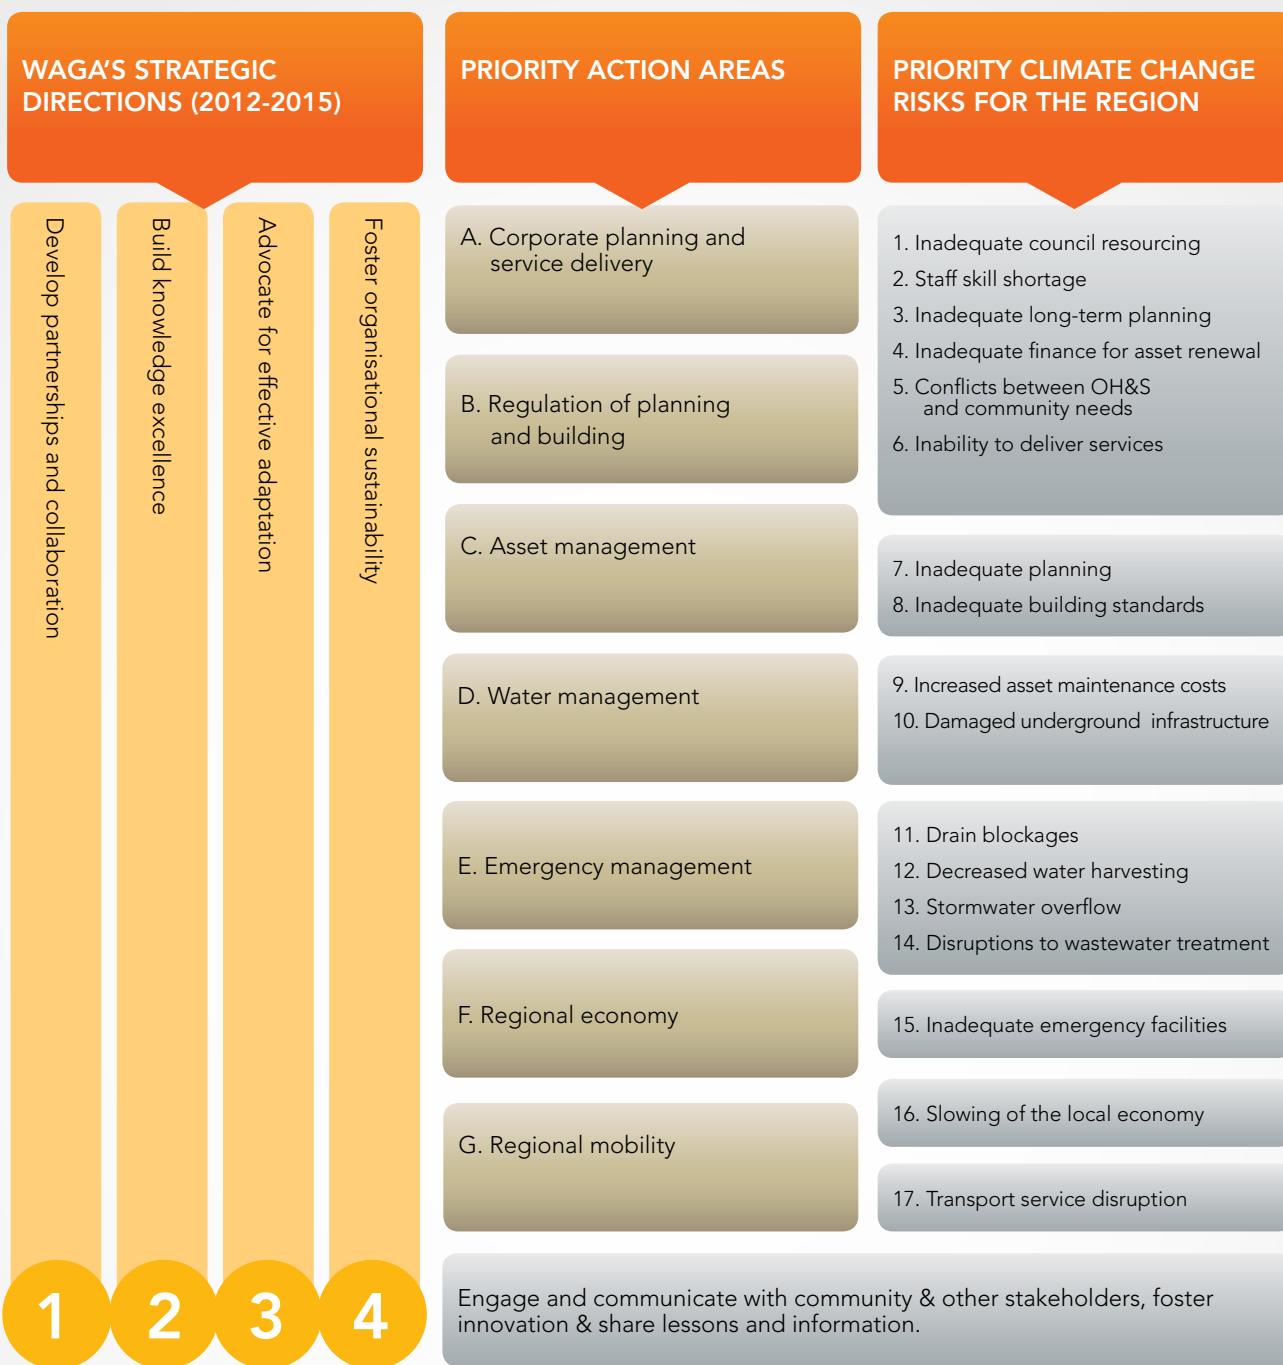 WAGA'S STRATEGIC
DIRECTIONS (2012-2015)
Develop partnerships and collaboration
Build knowledge excellence
Advocate for effective adaptation
Foster organisational sustainability
1
2
3
4
PRIORITY ACTION AREAS
A. Corporate planning and
service delivery
B. Regulation of planning
and building
C. Asset management
D. Water management
E. Emergency management
F. Regional economy
G. Regional mobility
PRIORITY CLIMATE CHANGE
RISKS FOR THE REGION
1. Inadequate council resourcing
2. Staff skill shortage
3. Inadequate long-term planning
4. Inadequate finance for asset renewal
5. Conflicts between OH&S
and community needs
6. Inability to deliver services
7. Inadequate planning
8. Inadequate building standards
9. Increased asset maintenance costs
10. Damaged underground infrastructure
11. Drain blockages
12. Decreased water harvesting
13. Stormwater overflow
14. Disruptions to wastewater treatment
15. Inadequate emergency facilities
16. Slowing of the local economy
17. Transport service disruption
Engage and communicate with community & other stakeholders, foster
innovation & share lessons and information.